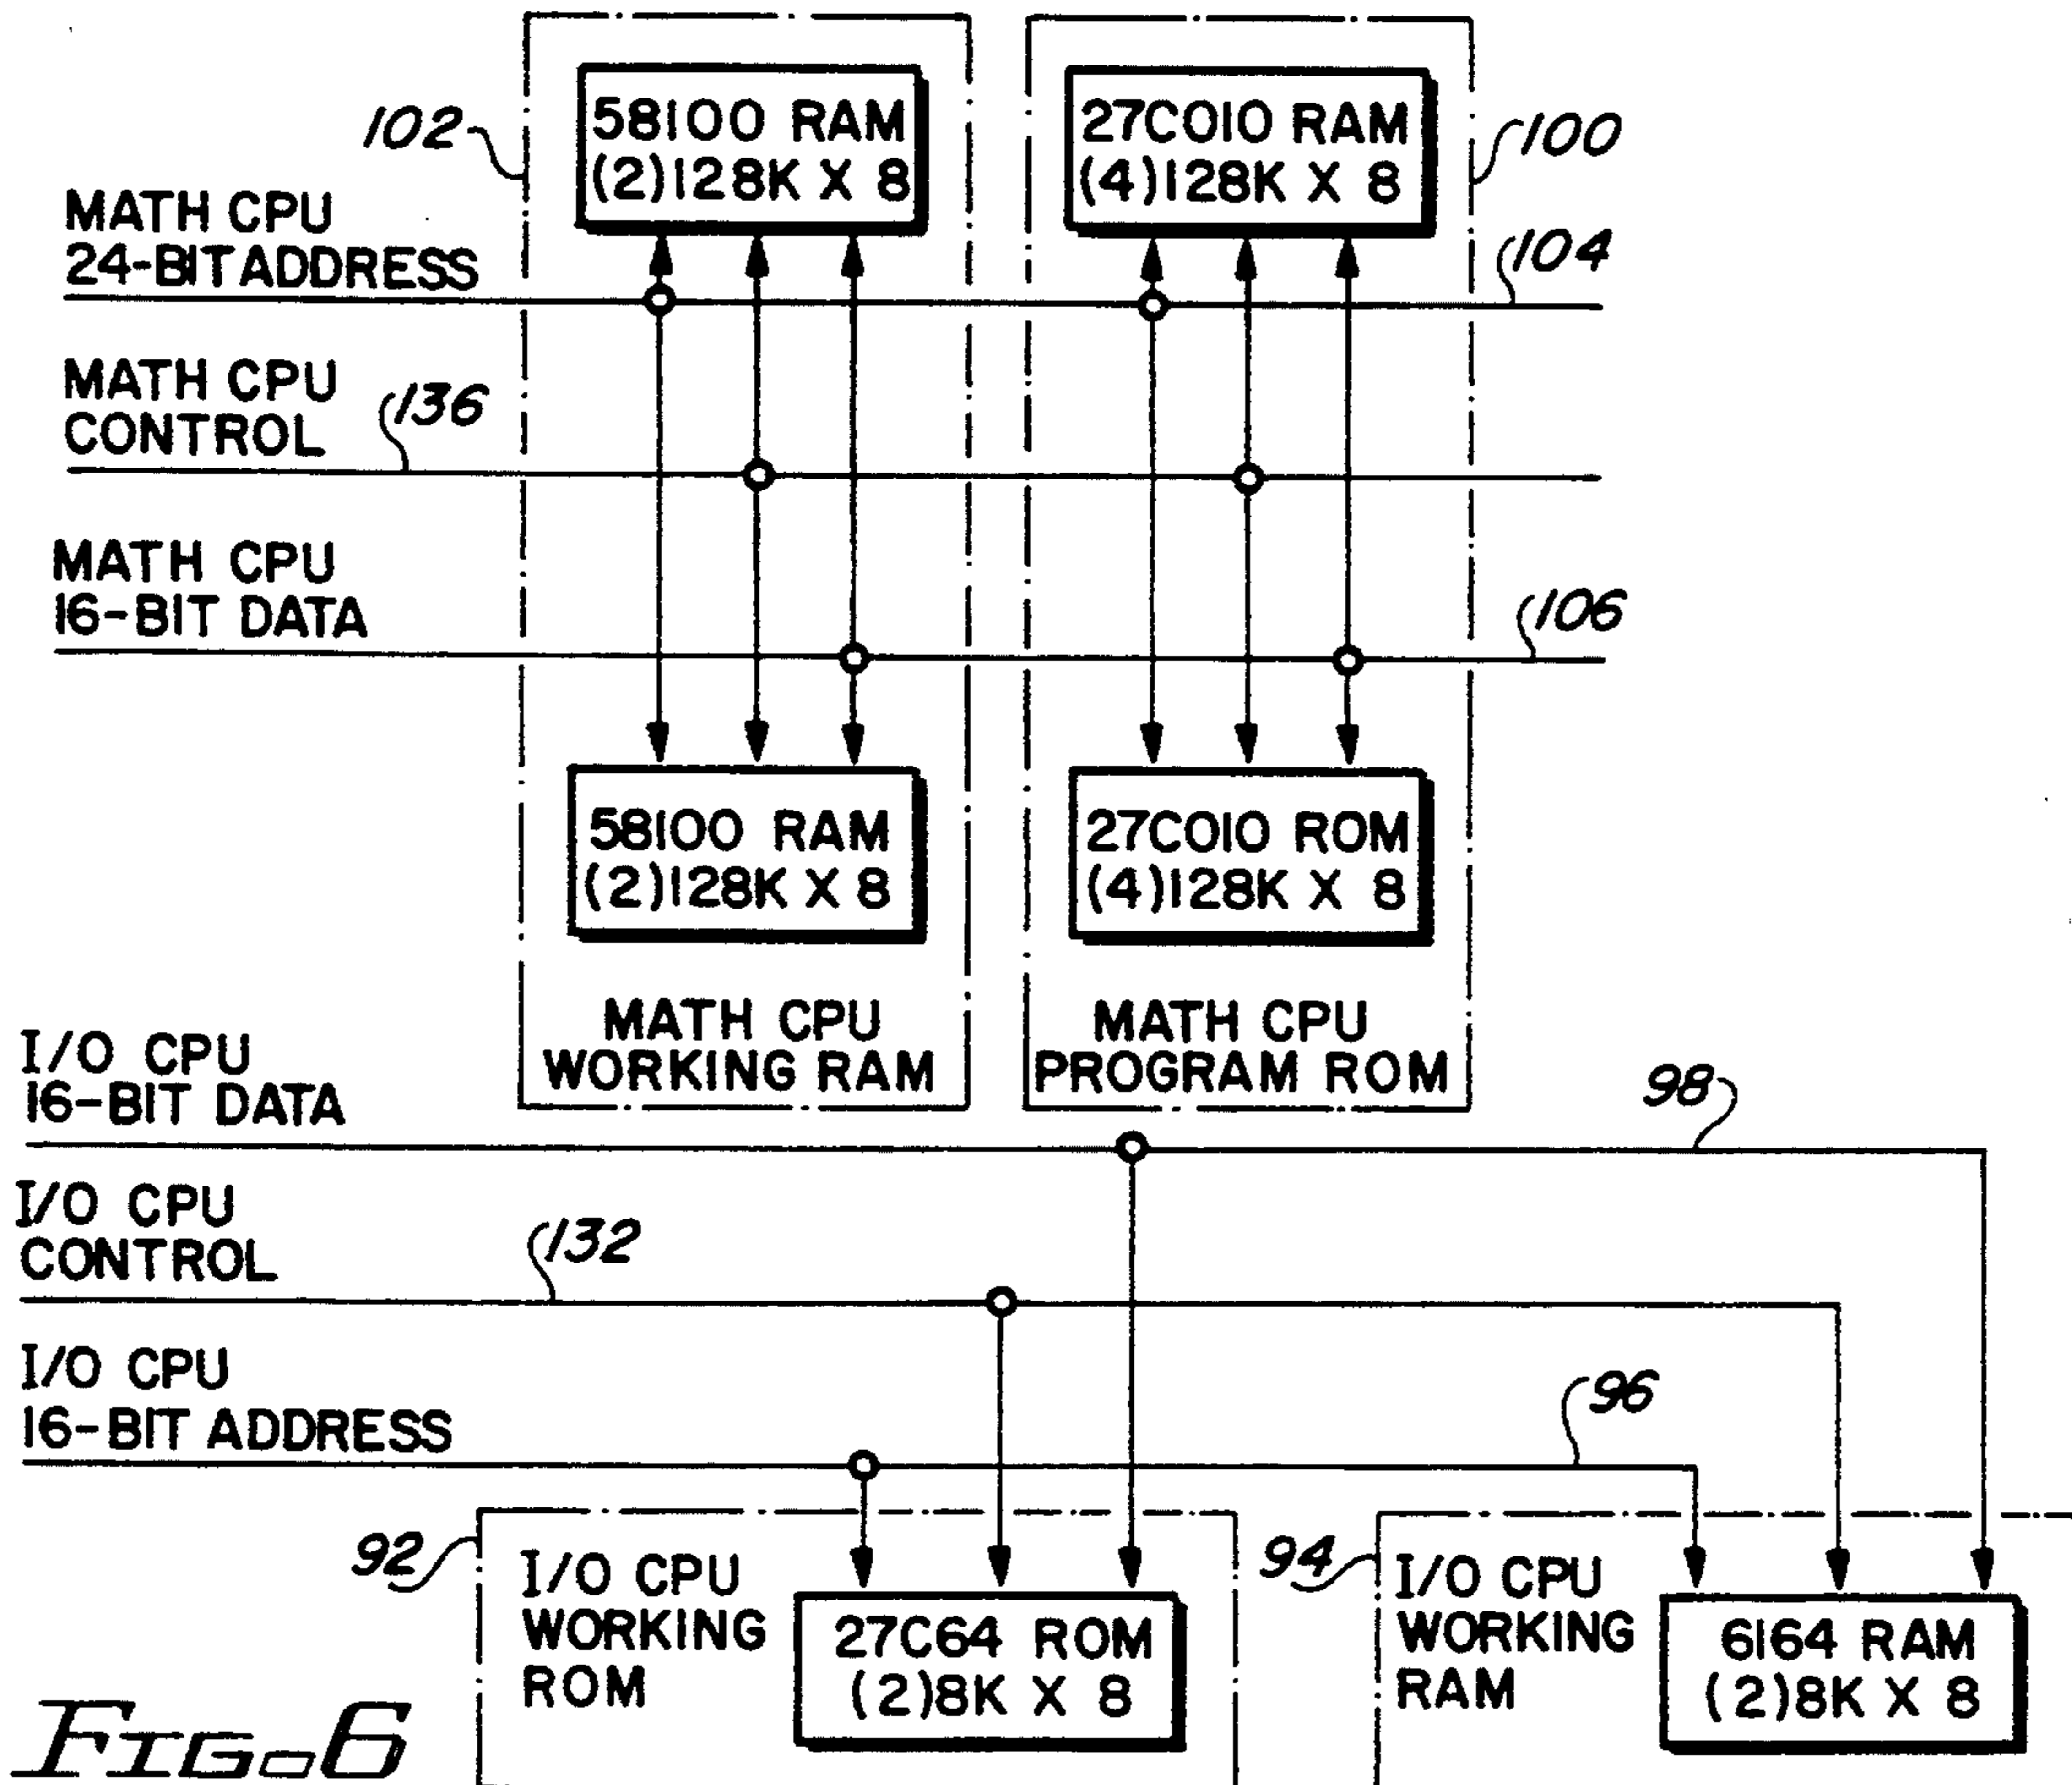 58100 RAM
(2)128K X 8
27C010 RAM
(4)128K X 8
102
100
MATH CPU
24-BIT ADDRESS
104
MATH CPU
CONTROL
136
MATH CPU
16-BIT DATA
106
58100 RAM
(2)128K X 8
27C010 ROM
(4)128K X 8
MATH CPU
WORKING RAM
MATH CPU
PROGRAM ROM
I/O CPU
16-BIT DATA
98
I/O CPU
CONTROL
132
I/O CPU
16-BIT ADDRESS
96
92
I/O CPU
WORKING
ROM
27C64 ROM
(2)8K X 8
94
I/O CPU
WORKING
RAM
6164 RAM
(2)8K X 8
FIG. 6